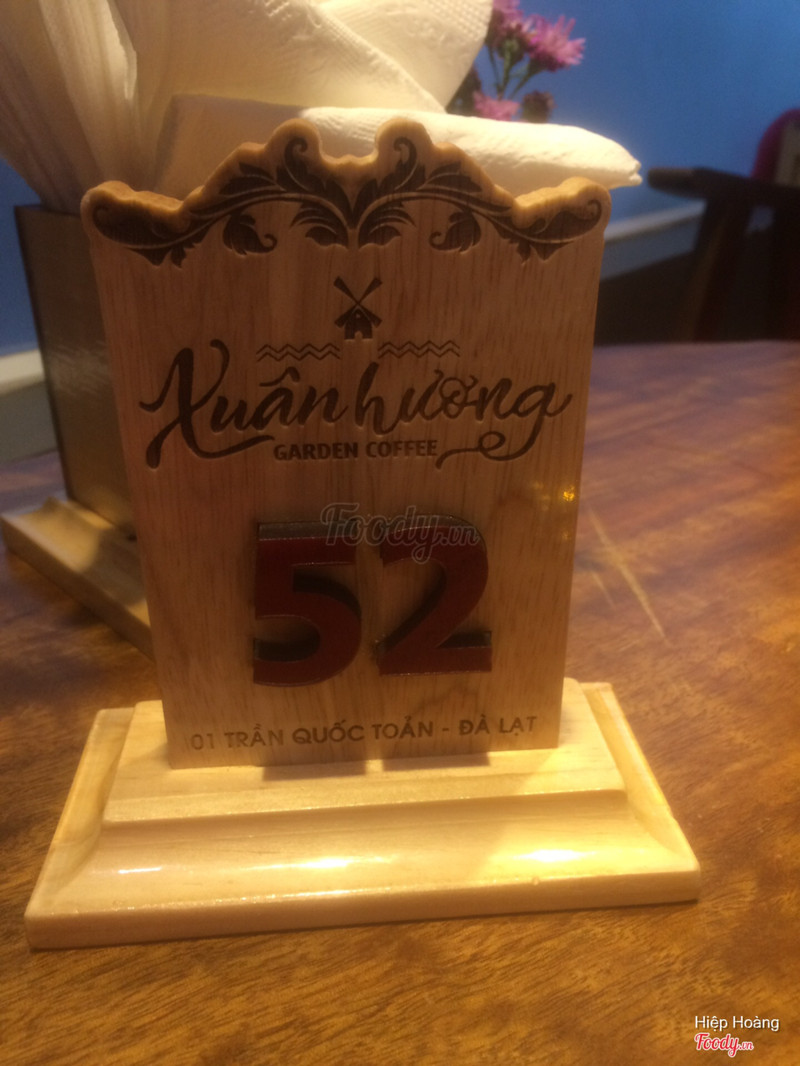 Xuân hương
GARDEN COFFEE
Foody.vn
52
01 TRẦN QUỐC TOẢN - ĐÀ LẠT
Hiệp Hoàng
Foody.vn